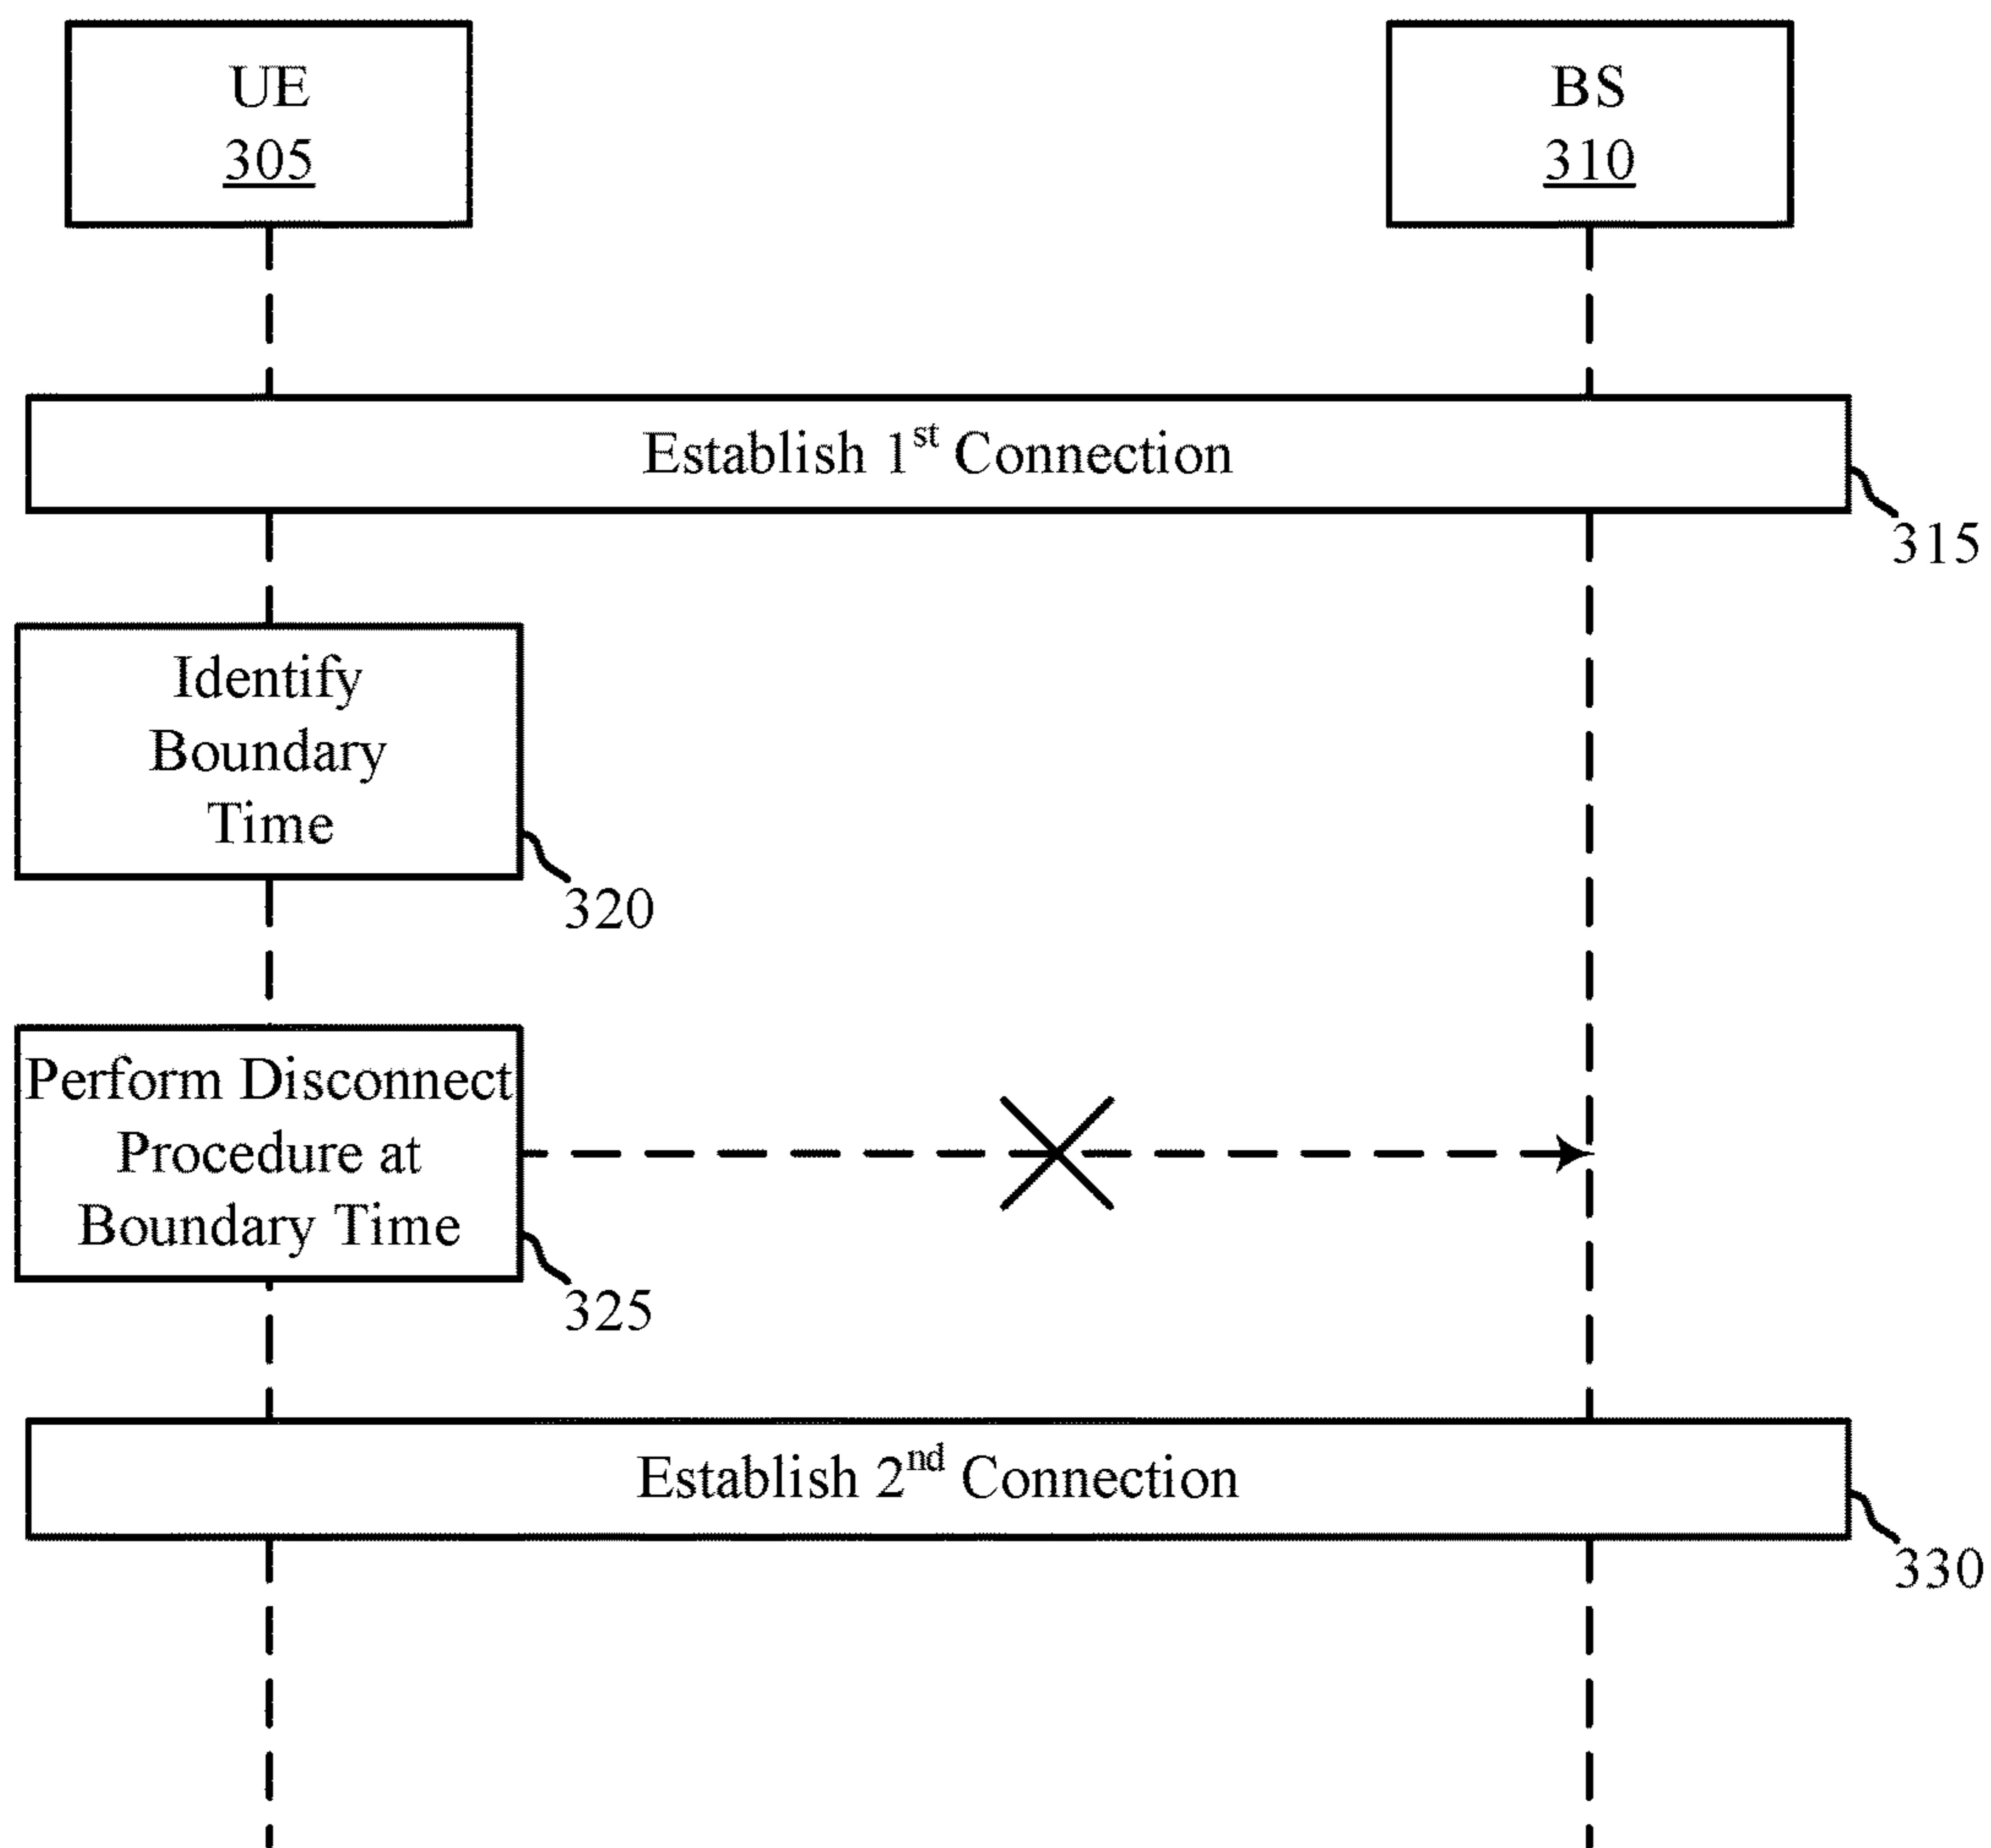 UE
305
BS
310
Establish 1st Connection
315
Identify
Boundary
Time
320
Perform Disconnect
Procedure at
Boundary Time
325
Establish 2nd Connection
330